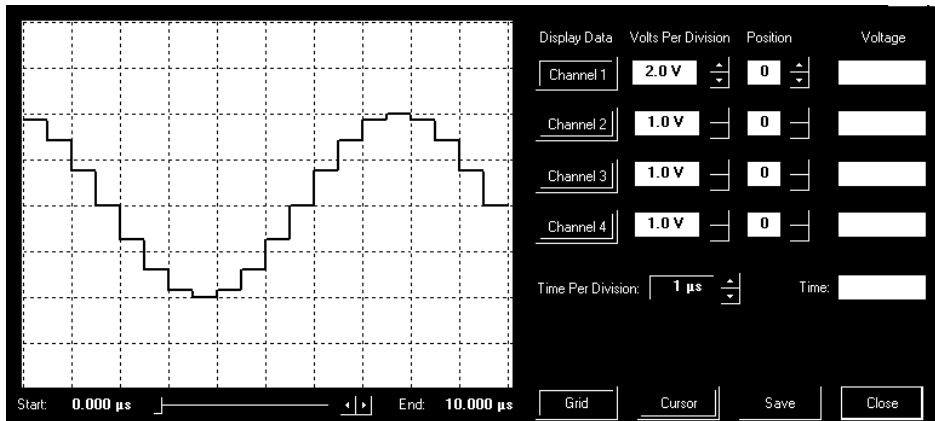 Display Data Volts Per Division Position Voltage
Channel 1 2.0 V 0
Channel 2 1.0 V 0
Channel 3 1.0 V 0
Channel 4 1.0 V 0
Time Per Division: 1 µs Time:
Start: 0.000 µs End: 10.000 µs Grid Cursor Save Close